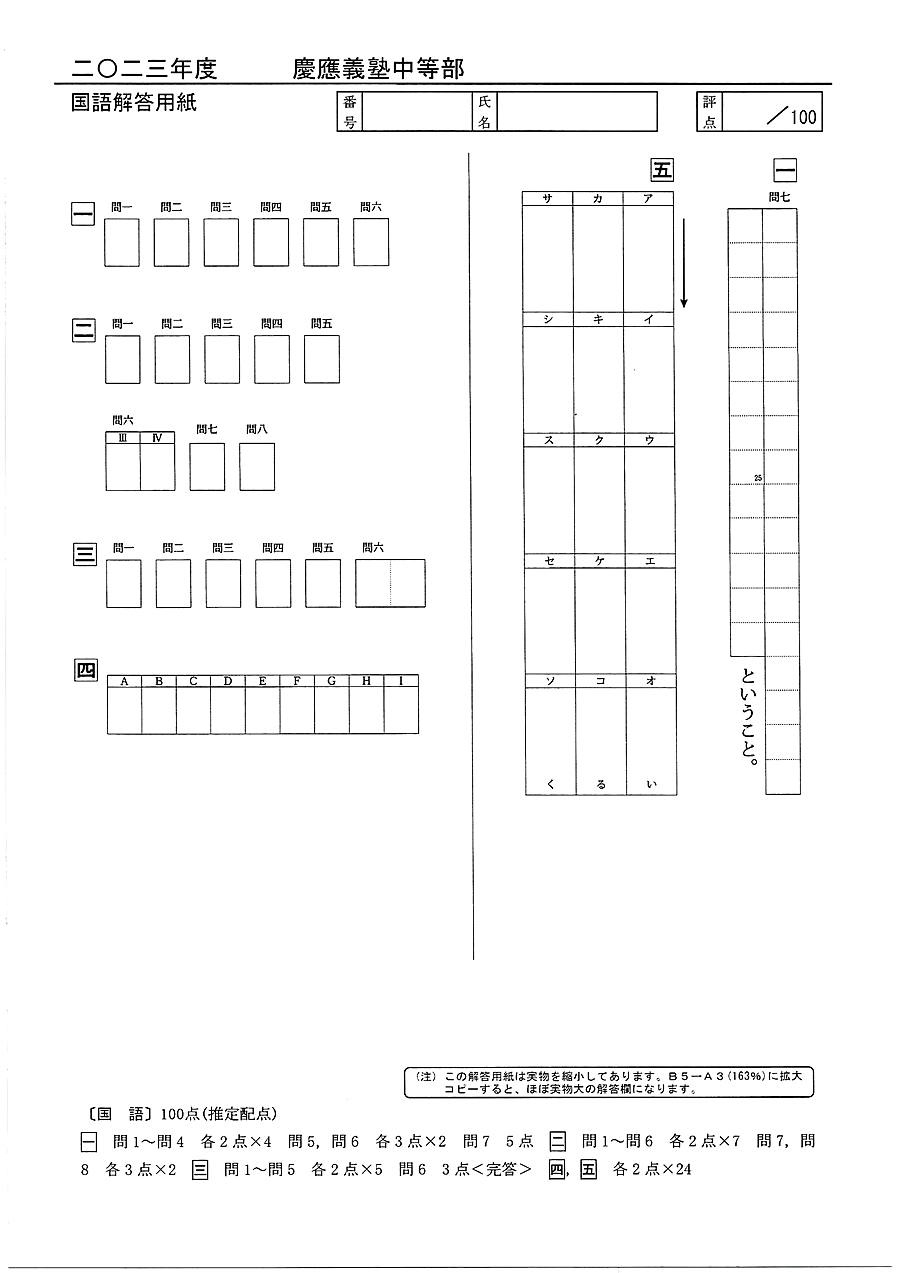 二〇二三年度 慶應義塾中等部
国語解答用紙 番号 氏名 評点 ／100
一 問七
25
ということ。
五
ア イ ウ エ オ い
カ キ ク ケ コ る
サ シ ス セ ソ く
一 問一 問二 問三 問四 問五 問六
二 問一 問二 問三 問四 問五
問六 Ⅲ Ⅳ 問七 問八
三 問一 問二 問三 問四 問五 問六
四 A B C D E F G H I
（注） この解答用紙は実物を縮小してあります。Ｂ５→Ａ３(163%)に拡大
コピーすると、ほぼ実物大の解答欄になります。
〔国 語〕100点(推定配点)
一 問1～問4 各2点×4 問5, 問6 各3点×2 問7 5点 二 問1～問6 各2点×7 問7, 問
8 各3点×2 三 問1～問5 各2点×5 問6 3点＜完答＞ 四, 五 各2点×24